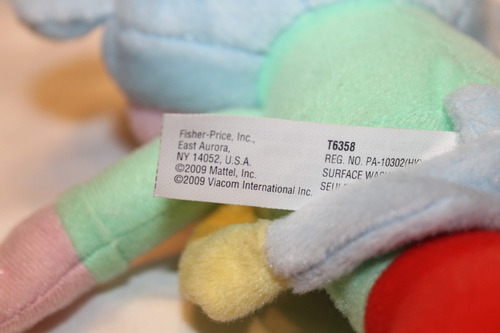 Fisher-Price, Inc.,
East Aurora,
NY 14052, U.S.A.
©2009 Mattel, Inc.
©2009 Viacom International Inc.
T6358
REG. NO. PA-10302(HK)
SURFACE